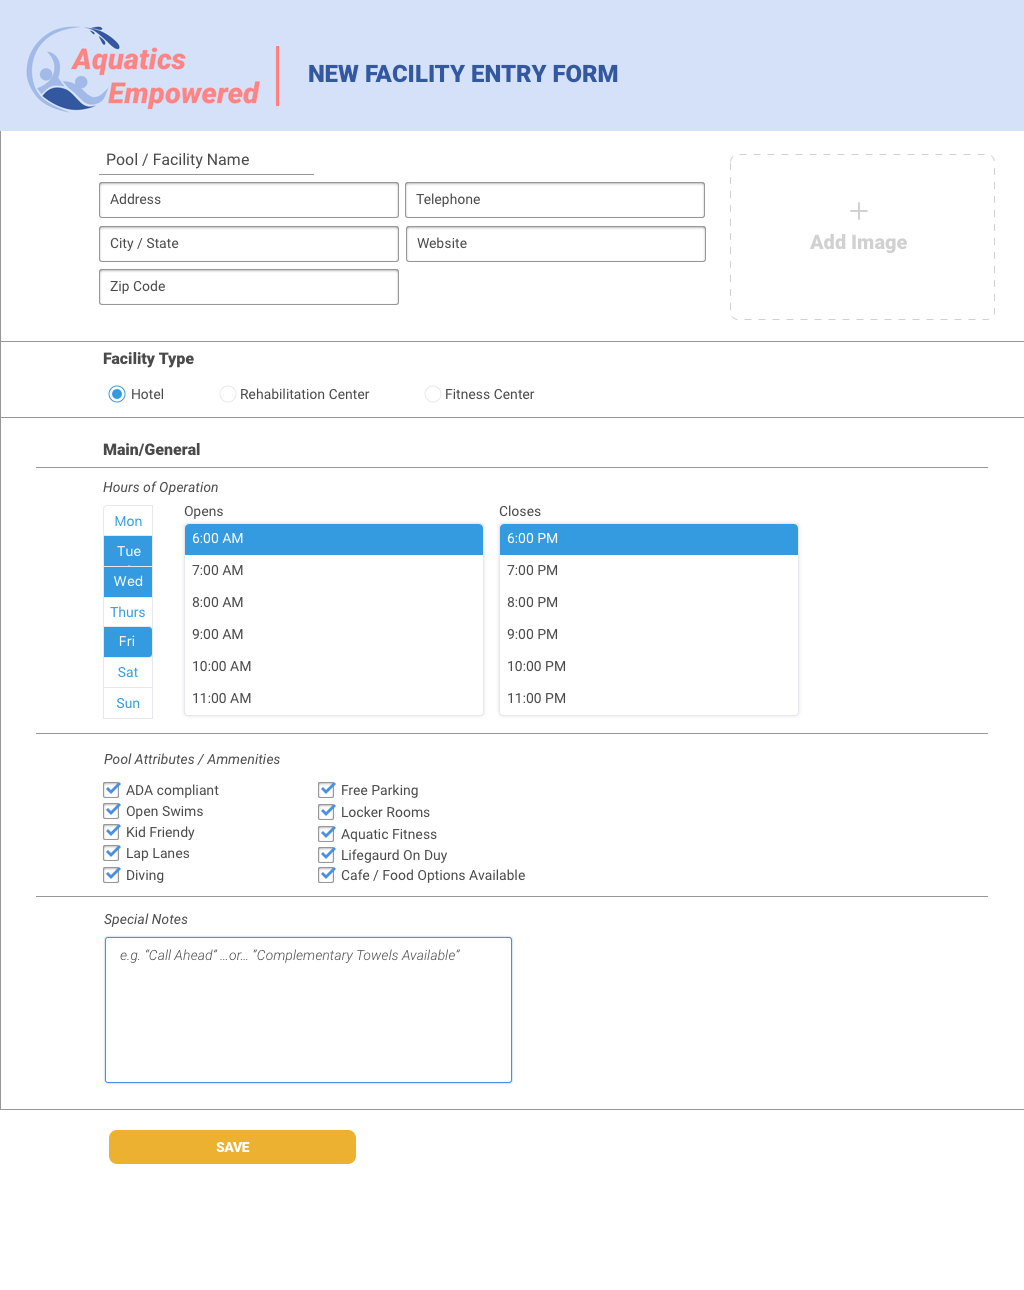 Aquatics
Empowered
NEW FACILITY ENTRY FORM
Pool / Facility Name
Address
Telephone
City / State
Website
Zip Code
Add Image
Facility Type
Hotel
Rehabilitation Center
Fitness Center
Main/General
Hours of Operation
Mon
Tue
Wed
Thurs
Fri
Sat
Sun
Opens
6:00 AM
7:00 AM
8:00 AM
9:00 AM
10:00 AM
11:00 AM
Closes
6:00 PM
7:00 PM
8:00 PM
9:00 PM
10:00 PM
11:00 PM
Pool Attributes / Ammenities
ADA compliant
Open Swims
Kid Friendy
Lap Lanes
Diving
Free Parking
Locker Rooms
Aquatic Fitness
Lifegaurd On Duy
Cafe / Food Options Available
Special Notes
e.g. “Call Ahead” ...or... “Complementary Towels Available”
SAVE